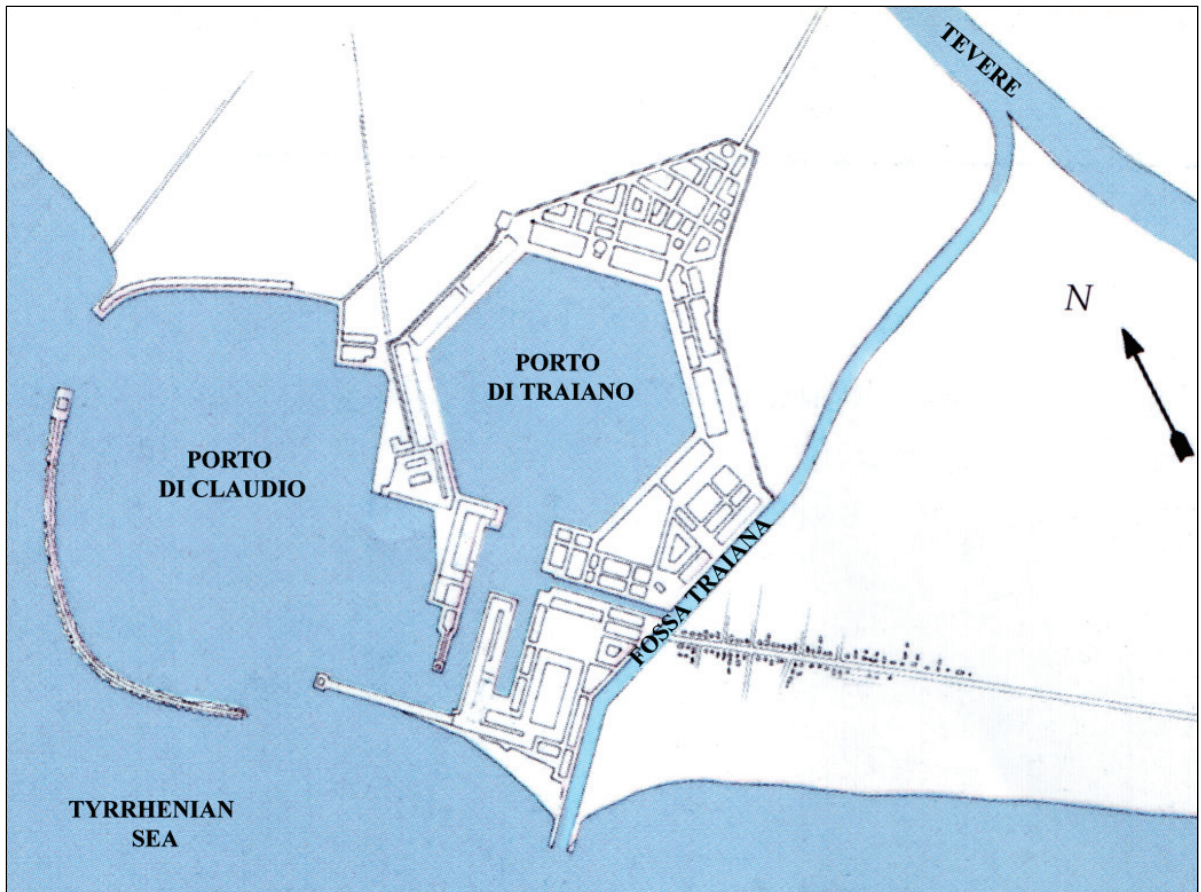 TEVERE
N
PORTO
DI TRAIANO
PORTO
DI CLAUDIO
FOSSA TRAIANA
TYRRHENIAN
SEA